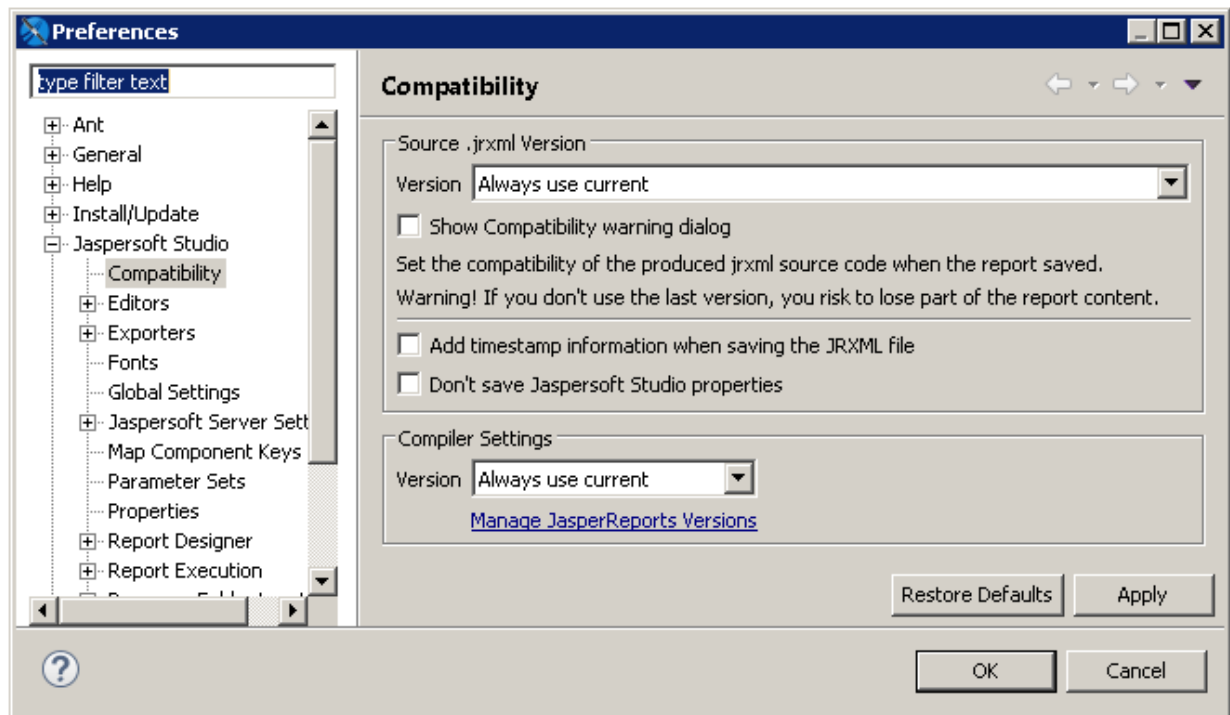 Preferences
type filter text
Ant
General
Help
Install/Update
Jaspersoft Studio
Compatibility
Editors
Exporters
Fonts
Global Settings
Jaspersoft Server Sett
Map Component Keys
Parameter Sets
Properties
Report Designer
Report Execution
Compatibility
Source .jrxml Version
Version Always use current
Show Compatibility warning dialog
Set the compatibility of the produced jrxml source code when the report saved.
Warning! If you don't use the last version, you risk to lose part of the report content.
Add timestamp information when saving the JRXML file
Don't save Jaspersoft Studio properties
Compiler Settings
Version Always use current
Manage JasperReports Versions
Restore Defaults Apply
OK Cancel